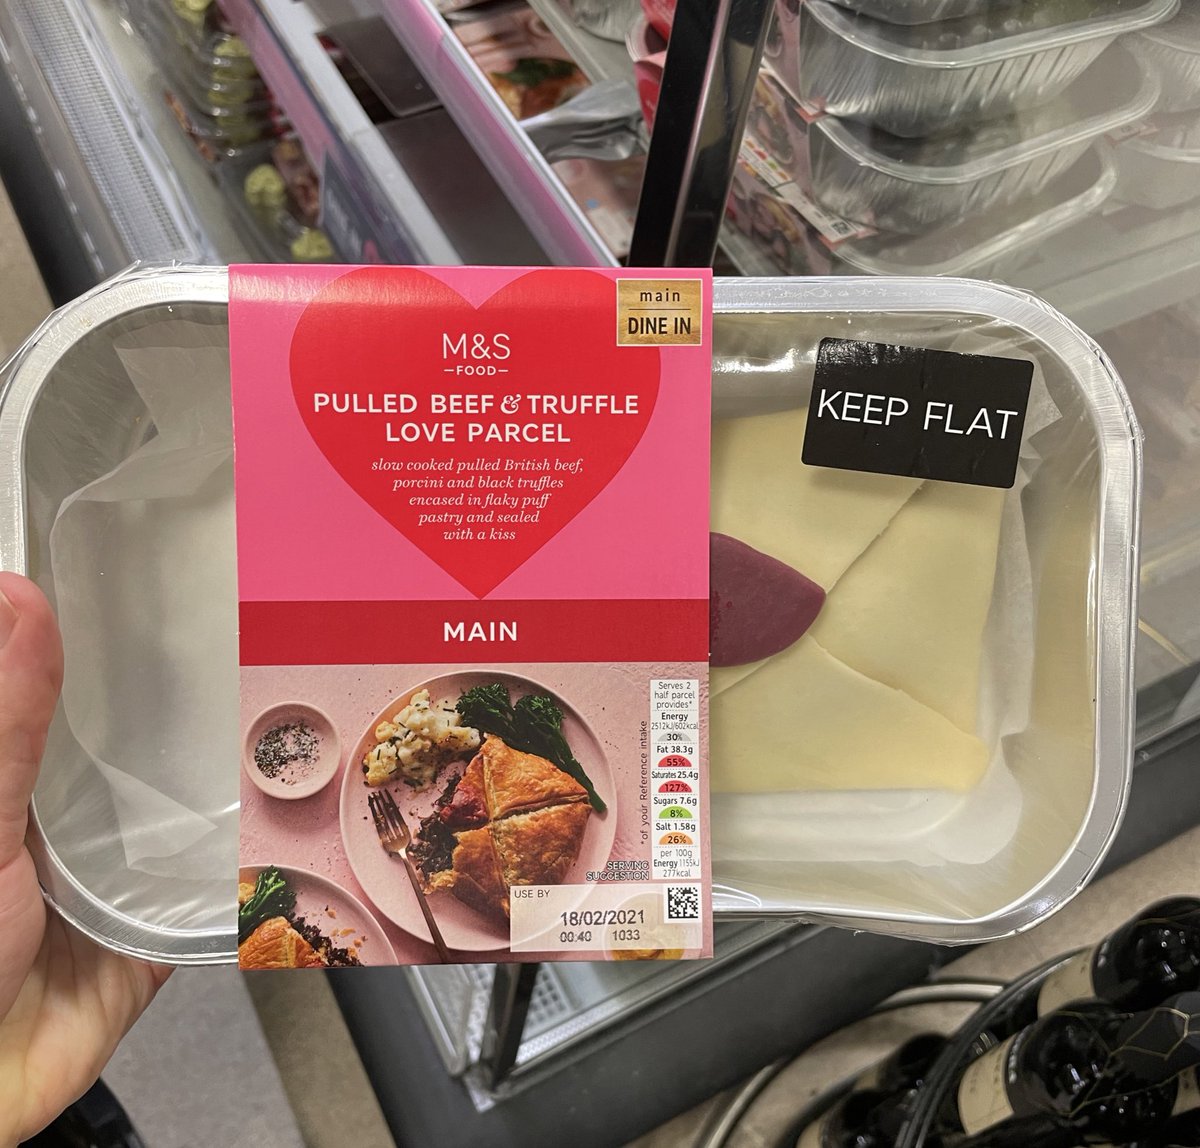 main
DINE IN
M&S
-FOOD-
PULLED BEEF & TRUFFLE
LOVE PARCEL
slow cooked pulled British beef,
porcini and black truffles
encased in flaky puff
pastry and sealed
with a kiss
MAIN
KEEP FLAT
Serves 2
half parcel
provides*
Energy
2512kJ/602kcal
30%
Fat 38.3g
55%
Saturates 25.4g
127%
Sugars 7.6g
8%
Salt 1.58g
26%
per 100g
Energy 1155kJ
277kcal
*of your Reference intake
SERVING
SUGGESTION
USE BY
18/02/2021
00:40 1033